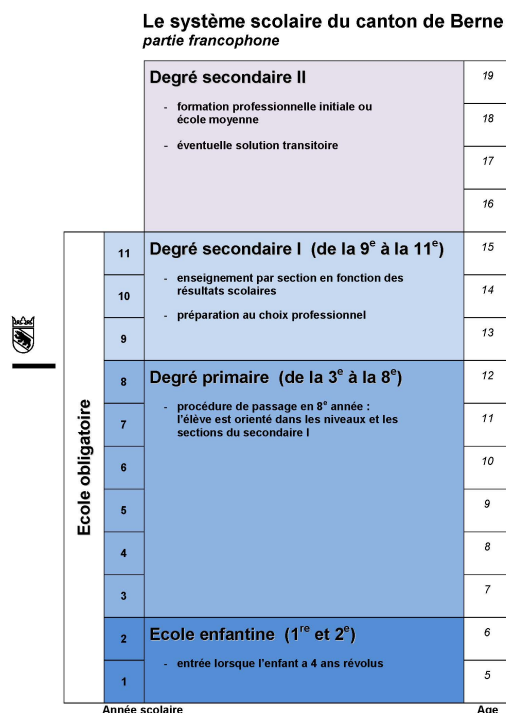 Le système scolaire du canton de Berne
partie francophone
Degré secondaire II
- formation professionnelle initiale ou
école moyenne
- éventuelle solution transitoire
19
18
17
16
Ecole obligatoire
Degré secondaire I (de la 9e à la 11e)
- enseignement par section en fonction des
résultats scolaires
- préparation au choix professionnel
11
10
9
15
14
13
Degré primaire (de la 3e à la 8e)
- procédure de passage en 8e année :
l'élève est orienté dans les niveaux et les
sections du secondaire I
8
7
6
5
4
3
12
11
10
9
8
7
Ecole enfantine (1re et 2e)
- entrée lorsque l'enfant a 4 ans révolus
2
1
6
5
Année scolaire
Age